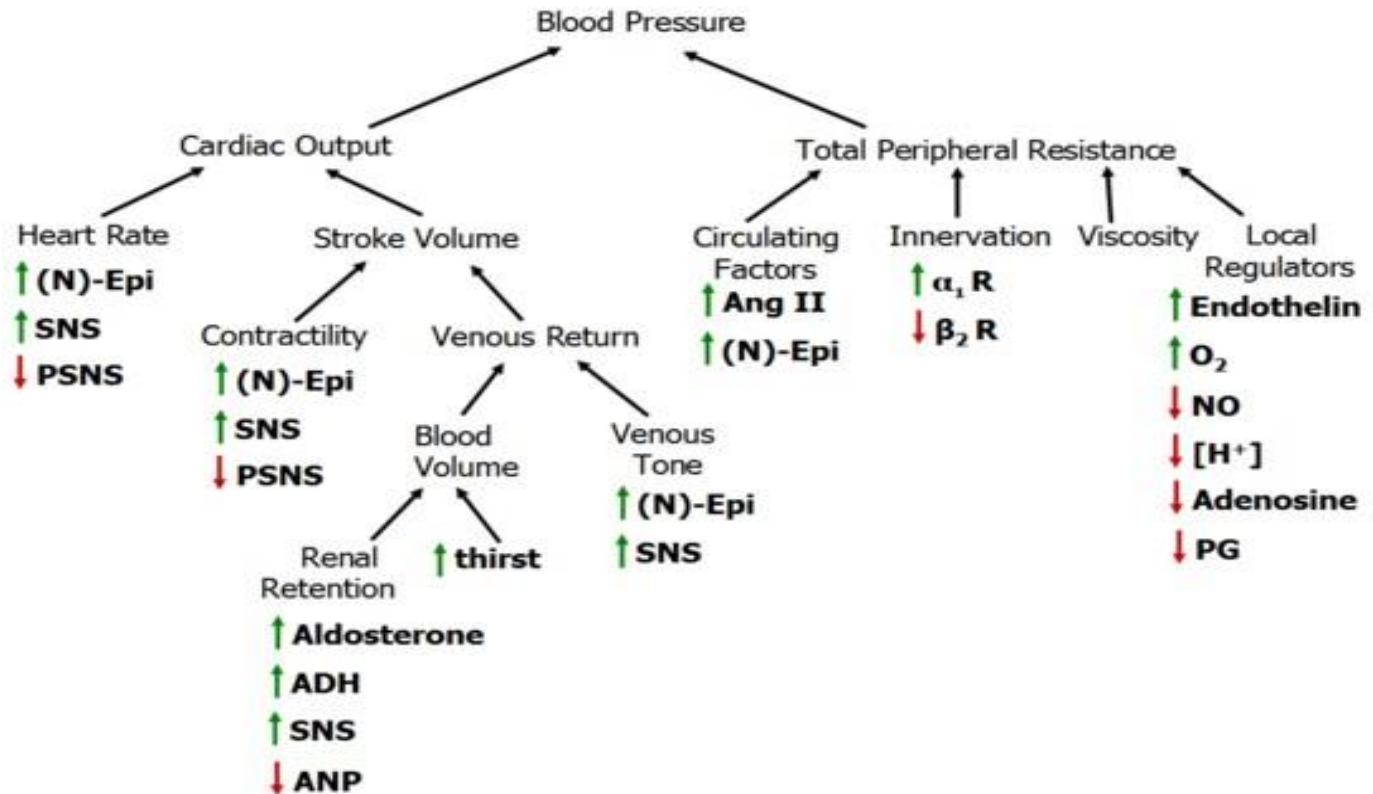 Blood Pressure
Cardiac Output
Total Peripheral Resistance
Heart Rate
↑ (N)-Epi
↑ SNS
↓ PSNS
Stroke Volume
Contractility
↑ (N)-Epi
↑ SNS
↓ PSNS
Venous Return
Blood
Volume
Renal
Retention
↑ Aldosterone
↑ ADH
↑ SNS
↓ ANP
↑ thirst
Venous
Tone
↑ (N)-Epi
↑ SNS
Circulating
Factors
↑ Ang II
↑ (N)-Epi
Innervation
↑ α₁ R
↓ β₂ R
Viscosity
Local
Regulators
↑ Endothelin
↑ O₂
↓ NO
↓ [H⁺]
↓ Adenosine
↓ PG